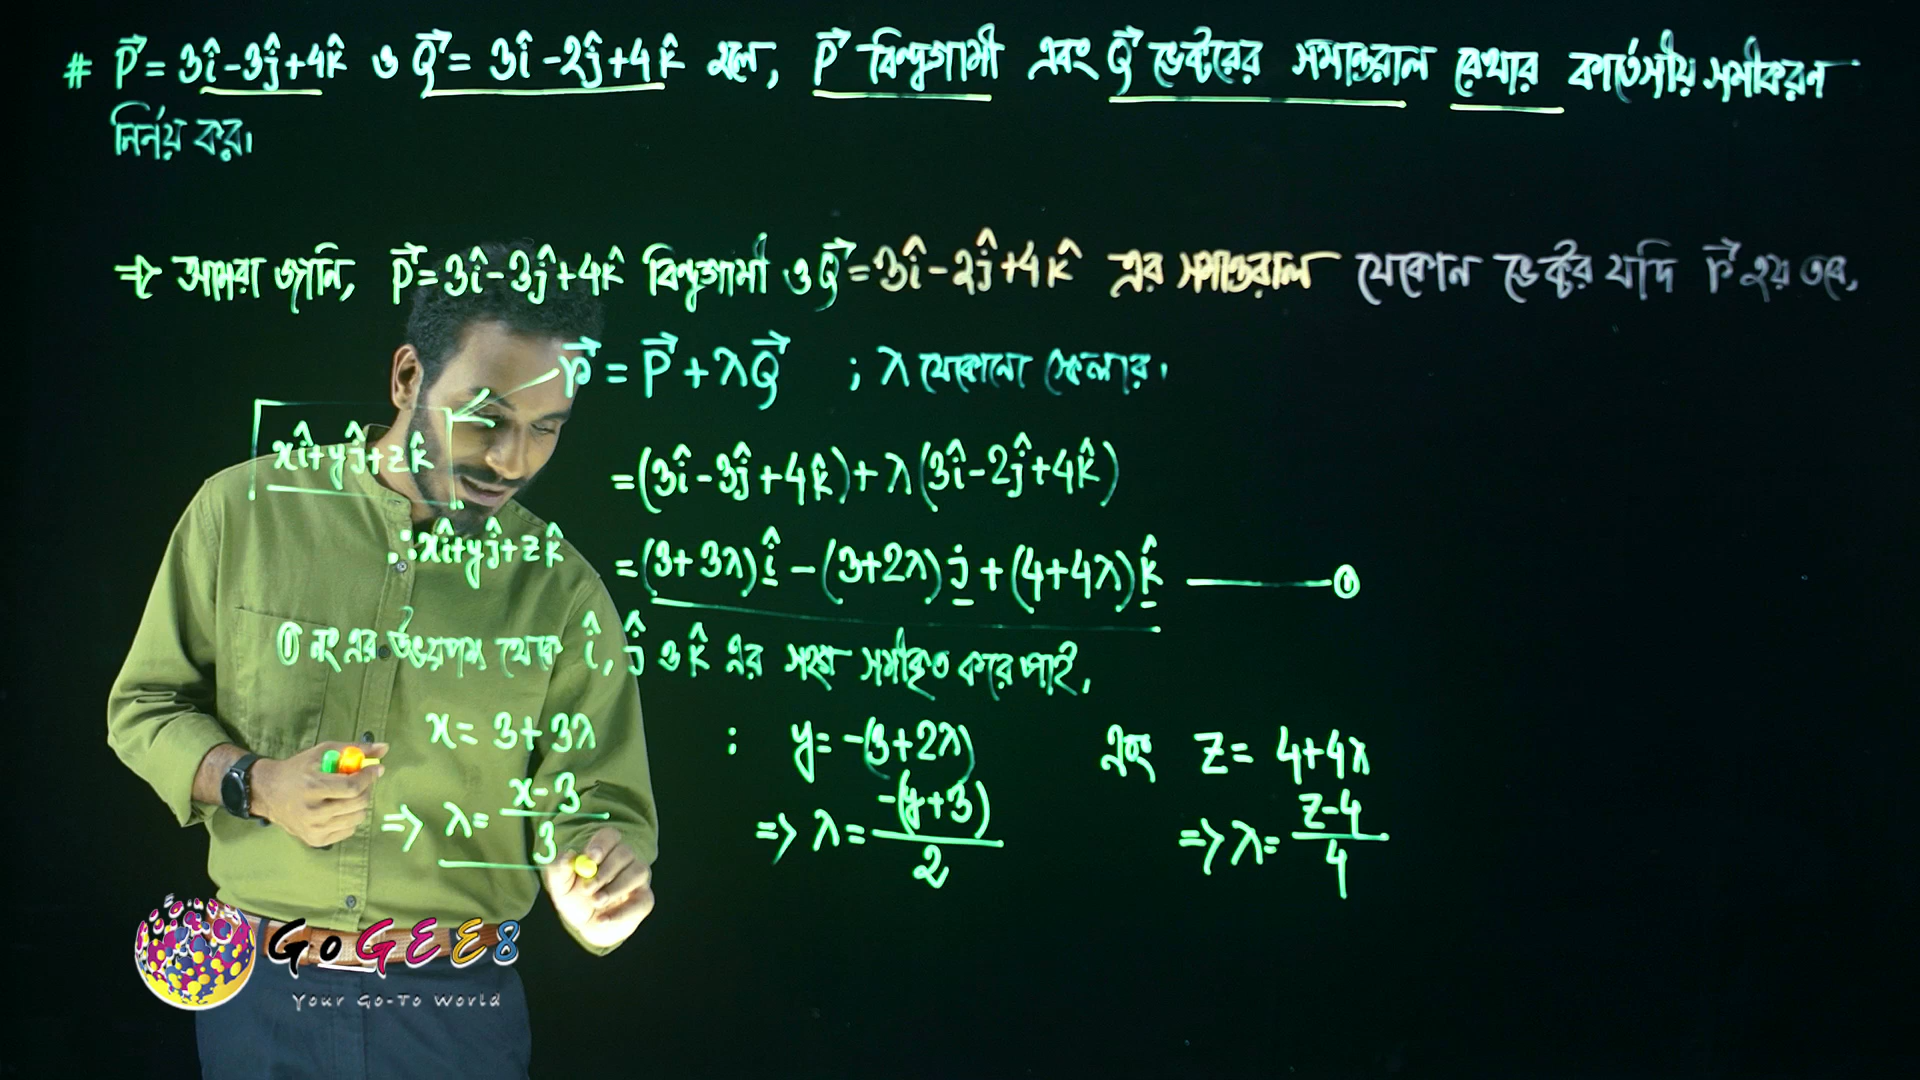 # P⃗ = 3î-3ĵ+4k̂ ও Q⃗ = 3î-2ĵ+4k̂ হলে, P⃗ বিন্দুগামী এবং Q⃗ ভেক্টরের সমান্তরাল রেখার কার্তেসীয় সমীকরন
নির্নয় কর।
⇒ আমরা জানি, P⃗=3î-3ĵ+4k̂ বিন্দুগামী ও Q⃗=3î-2ĵ+4k̂ এর সমান্তরাল যেকোন ভেক্টর যদি r⃗ হয় তবে,
r⃗ = P⃗+λQ⃗ ; λ যেকোনো স্কেলার।
xî+yĵ+zk̂
=(3î-3ĵ+4k̂)+λ(3î-2ĵ+4k̂)
∴xî+yĵ+zk̂ =(3+3λ)î-(3+2λ)j+(4+4λ)k̂ ——— ①
① নং এর উভয়পক্ষ থেকে î, ĵ ও k̂ এর সহগ সমীকৃত করে পাই,
x= 3+3λ : y= -(3+2λ) এবং z= 4+4λ
⇒ λ= x-3/3 ⇒ λ= -(y+3)/2 ⇒ λ= z-4/4
GoGEE8
Your Go-To World